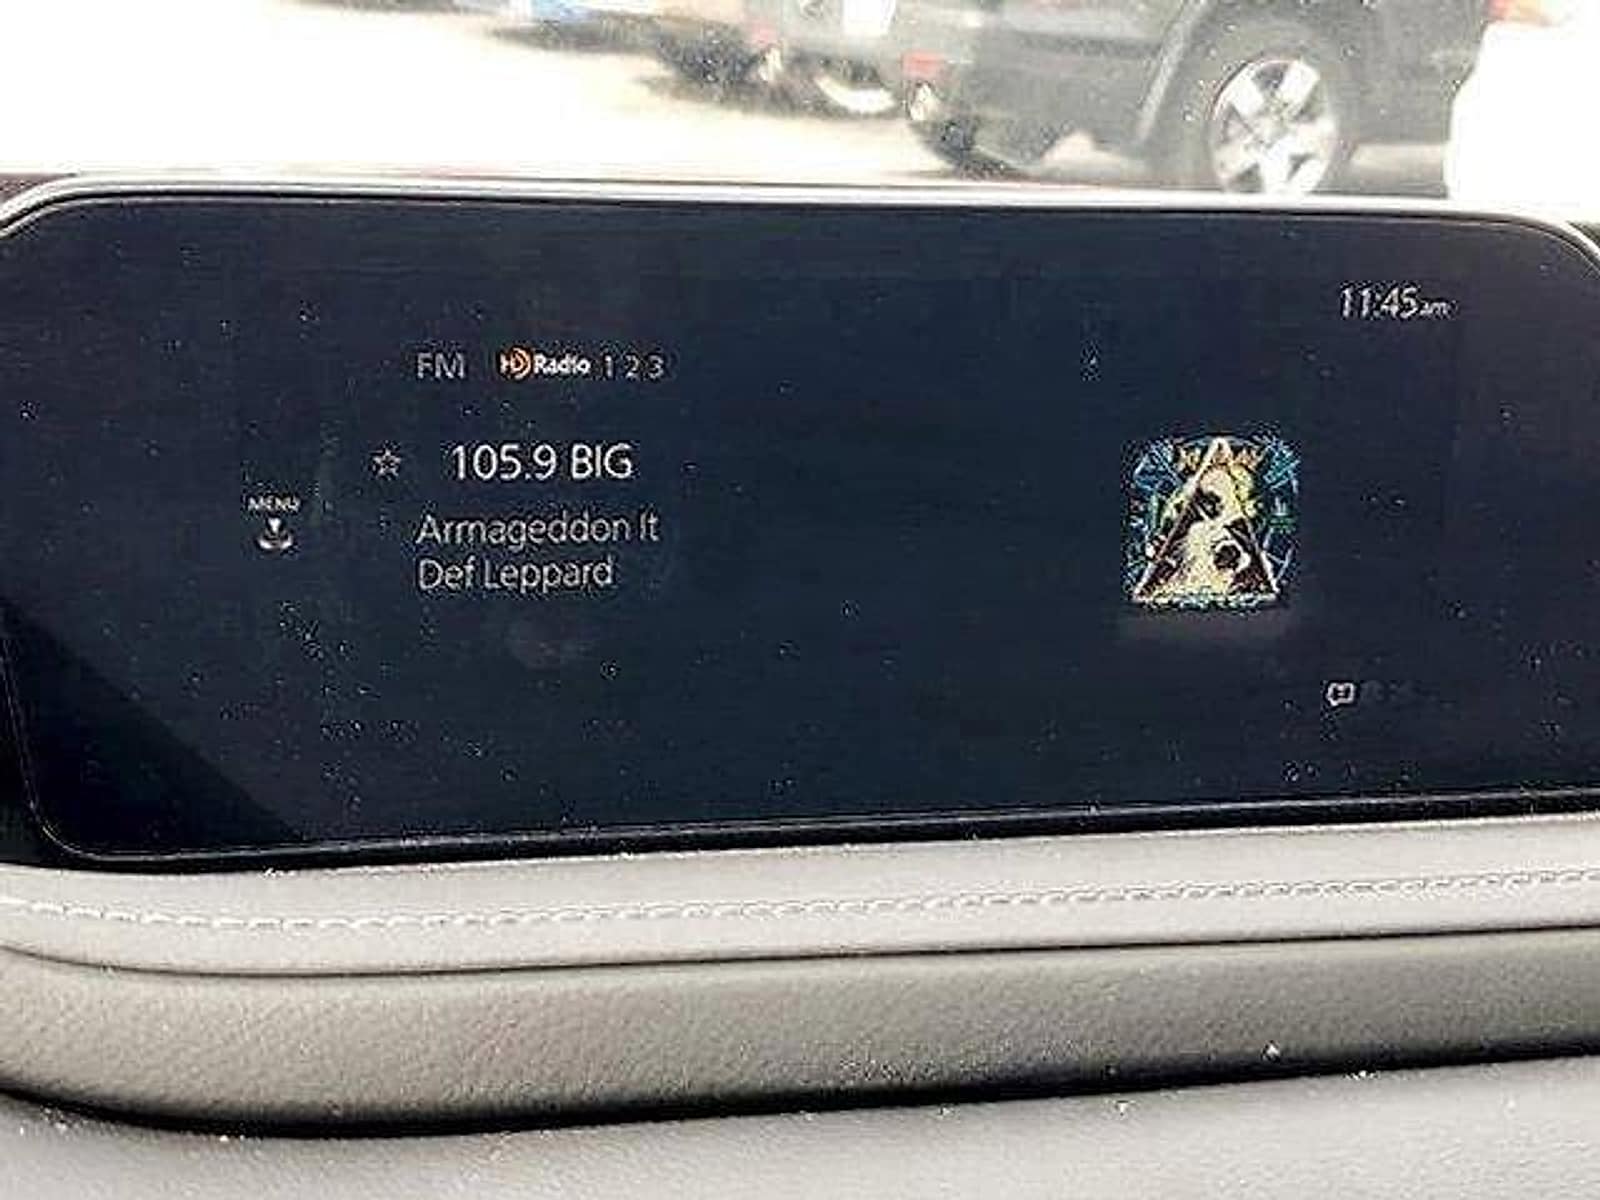 11:45am
FM HD Radio 1 2 3
105.9 BIG
MENU
Armageddon It
Def Leppard